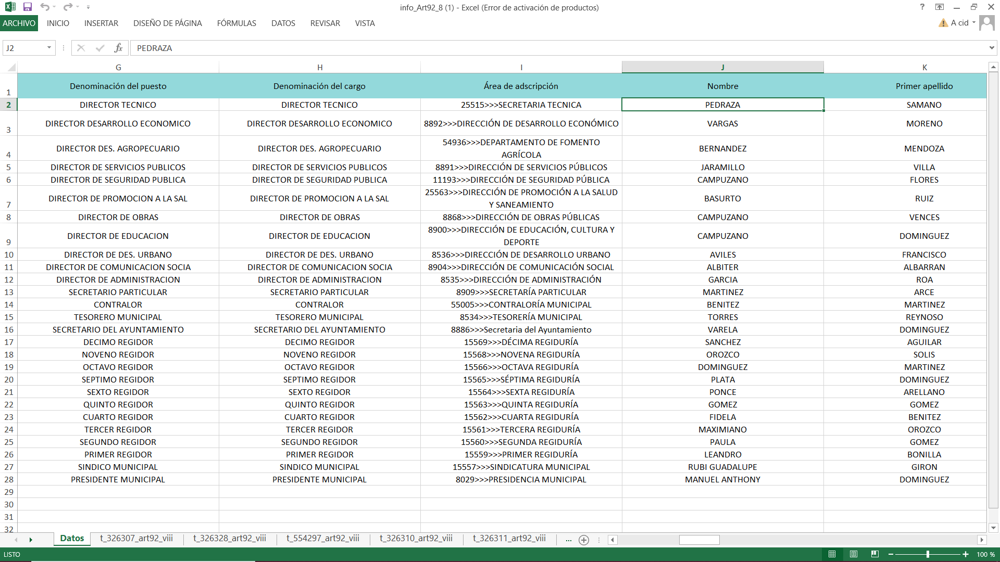 info_Art92_8 (1) - Excel (Error de activación de productos)
?
ARCHIVO INICIO INSERTAR DISEÑO DE PÁGINA FÓRMULAS DATOS REVISAR VISTA
A cid
J2 fx PEDRAZA
G H I J K
1 Denominación del puesto Denominación del cargo Área de adscripción Nombre Primer apellido
2 DIRECTOR TECNICO DIRECTOR TECNICO 25515>>>SECRETARIA TECNICA PEDRAZA SAMANO
3 DIRECTOR DESARROLLO ECONOMICO DIRECTOR DESARROLLO ECONOMICO 8892>>>DIRECCIÓN DE DESARROLLO ECONÓMICO VARGAS MORENO
4 DIRECTOR DES. AGROPECUARIO DIRECTOR DES. AGROPECUARIO 54936>>>DEPARTAMENTO DE FOMENTO
AGRÍCOLA BERNANDEZ MENDOZA
5 DIRECTOR DE SERVICIOS PUBLICOS DIRECTOR DE SERVICIOS PUBLICOS 8891>>>DIRECCIÓN DE SERVICIOS PÚBLICOS JARAMILLO VILLA
6 DIRECTOR DE SEGURIDAD PUBLICA DIRECTOR DE SEGURIDAD PUBLICA 11193>>>DIRECCIÓN DE SEGURIDAD PÚBLICA CAMPUZANO FLORES
7 DIRECTOR DE PROMOCION A LA SAL DIRECTOR DE PROMOCION A LA SAL 25563>>>DIRECCIÓN DE PROMOCIÓN A LA SALUD
Y SANEAMIENTO BASURTO RUIZ
8 DIRECTOR DE OBRAS DIRECTOR DE OBRAS 8868>>>DIRECCIÓN DE OBRAS PÚBLICAS CAMPUZANO VENCES
9 DIRECTOR DE EDUCACION DIRECTOR DE EDUCACION 8900>>>DIRECCIÓN DE EDUCACIÓN, CULTURA Y
DEPORTE CAMPUZANO DOMINGUEZ
10 DIRECTOR DE DES. URBANO DIRECTOR DE DES. URBANO 8536>>>DIRECCIÓN DE DESARROLLO URBANO AVILES FRANCISCO
11 DIRECTOR DE COMUNICACION SOCIA DIRECTOR DE COMUNICACION SOCIA 8904>>>DIRECCIÓN DE COMUNICACIÓN SOCIAL ALBITER ALBARRAN
12 DIRECTOR DE ADMINISTRACION DIRECTOR DE ADMINISTRACION 8535>>>DIRECCIÓN DE ADMINISTRACIÓN GARCIA ROA
13 SECRETARIO PARTICULAR SECRETARIO PARTICULAR 8909>>>SECRETARÍA PARTICULAR MARTINEZ ARCE
14 CONTRALOR CONTRALOR 55005>>>CONTRALORÍA MUNICIPAL BENITEZ MARTINEZ
15 TESORERO MUNICIPAL TESORERO MUNICIPAL 8534>>>TESORERÍA MUNICIPAL TORRES REYNOSO
16 SECRETARIO DEL AYUNTAMIENTO SECRETARIO DEL AYUNTAMIENTO 8886>>>Secretaria del Ayuntamiento VARELA DOMINGUEZ
17 DECIMO REGIDOR DECIMO REGIDOR 15569>>>DÉCIMA REGIDURÍA SANCHEZ AGUILAR
18 NOVENO REGIDOR NOVENO REGIDOR 15568>>>NOVENA REGIDURÍA OROZCO SOLIS
19 OCTAVO REGIDOR OCTAVO REGIDOR 15566>>>OCTAVA REGIDURÍA DOMINGUEZ MARTINEZ
20 SEPTIMO REGIDOR SEPTIMO REGIDOR 15565>>>SÉPTIMA REGIDURÍA PLATA DOMINGUEZ
21 SEXTO REGIDOR SEXTO REGIDOR 15564>>>SEXTA REGIDURÍA PONCE ARELLANO
22 QUINTO REGIDOR QUINTO REGIDOR 15563>>>QUINTA REGIDURÍA GOMEZ GOMEZ
23 CUARTO REGIDOR CUARTO REGIDOR 15562>>>CUARTA REGIDURÍA FIDELA BENITEZ
24 TERCER REGIDOR TERCER REGIDOR 15561>>>TERCERA REGIDURÍA MAXIMIANO OROZCO
25 SEGUNDO REGIDOR SEGUNDO REGIDOR 15560>>>SEGUNDA REGIDURÍA PAULA GOMEZ
26 PRIMER REGIDOR PRIMER REGIDOR 15559>>>PRIMER REGIDURÍA LEANDRO BONILLA
27 SINDICO MUNICIPAL SINDICO MUNICIPAL 15557>>>SINDICATURA MUNICIPAL RUBI GUADALUPE GIRON
28 PRESIDENTE MUNICIPAL PRESIDENTE MUNICIPAL 8029>>>PRESIDENCIA MUNICIPAL MANUEL ANTHONY DOMINGUEZ
29
30
31
32
Datos t_326307_art92_viii t_326328_art92_viii t_554297_art92_viii t_326310_art92_viii t_326311_art92_viii ...
LISTO 100 %